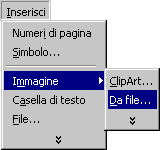 Inserisci
Numeri di pagina
Simbolo...
Immagine
ClipArt...
Casella di testo
Da file...
File...